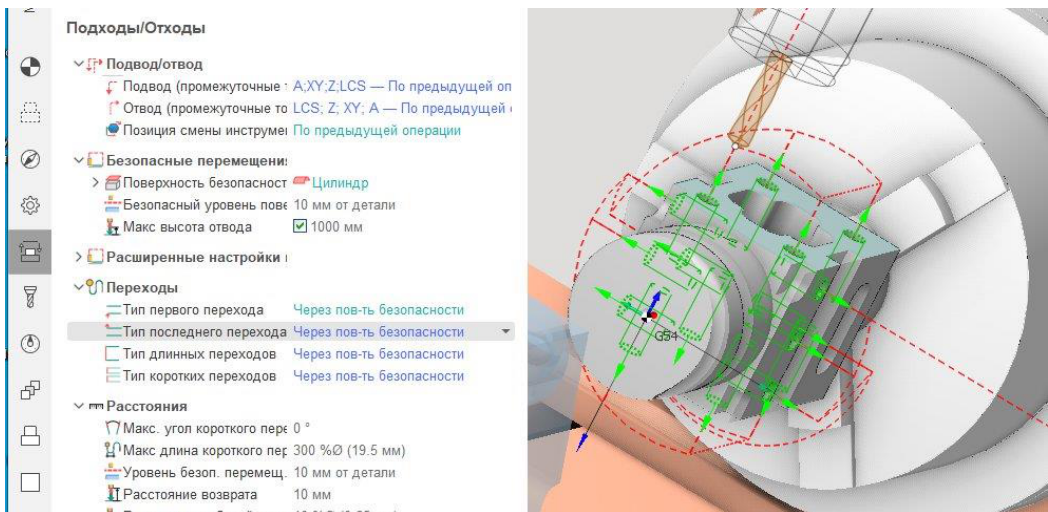 Подходы/Отходы
Подвод/отвод
Подвод (промежуточные A;XY;Z;LCS — По предыдущей оп
Отвод (промежуточные то LCS; Z; XY; A — По предыдущей
Позиция смены инструме По предыдущей операции
Безопасные перемещени
Поверхность безопасност Цилиндр
Безопасный уровень пове 10 мм от детали
Макс высота отвода 1000 мм
Расширенные настройки
Переходы
Тип первого перехода Через пов-ть безопасности
Тип последнего перехода Через пов-ть безопасности
Тип длинных переходов Через пов-ть безопасности
Тип коротких переходов Через пов-ть безопасности
Расстояния
Макс. угол короткого пере 0 °
Макс длина короткого пер 300 %Ø (19.5 мм)
Уровень безоп. перемещ. 10 мм от детали
Расстояние возврата 10 мм
G54